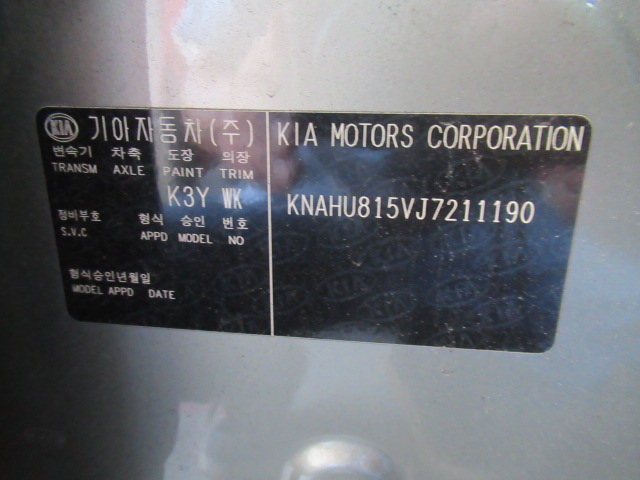 KIA 기아자동차(주)
변속기 차축 도장 의장
TRANSM AXLE PAINT TRIM
K3Y WK
정비부호 형식 승인 번호
S.V.C APPD MODEL NO
형식승인년월일
MODEL APPD DATE
KIA MOTORS CORPORATION
KNAHU815VJ7211190